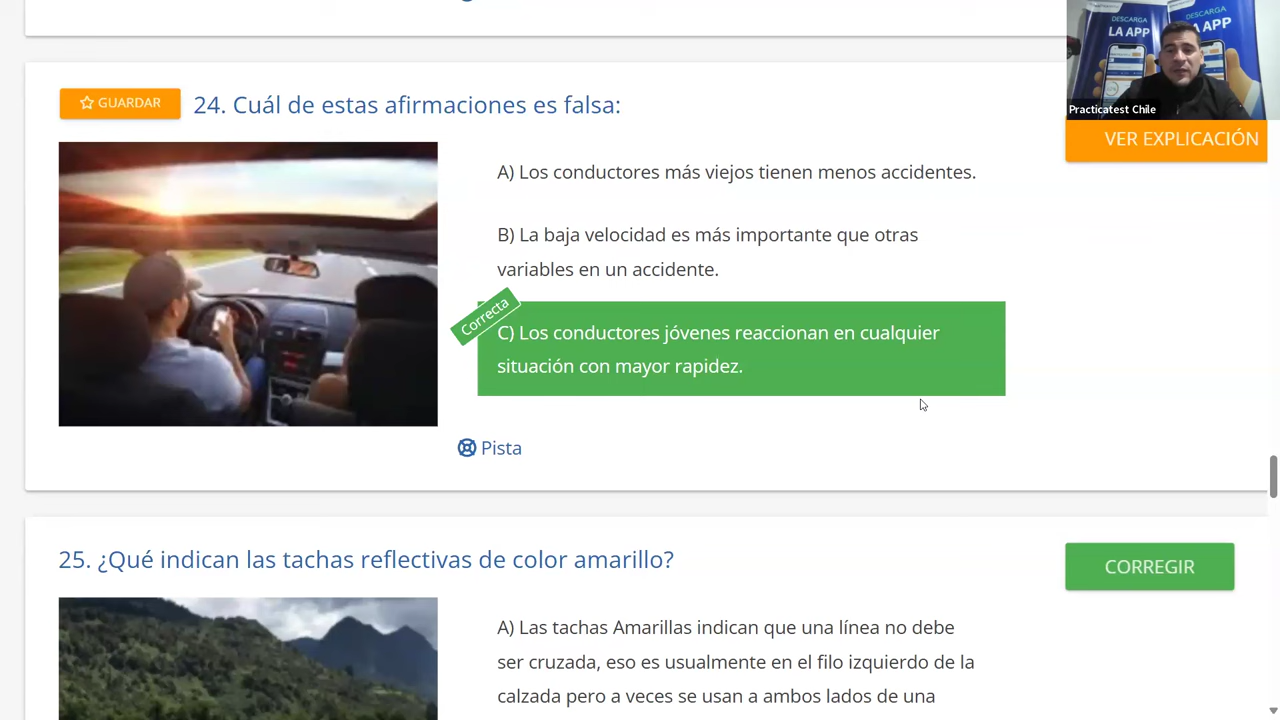 DESCARGA
LA APP
DESCARGA
LA APP
Practicatest Chile
GUARDAR
24. Cuál de estas afirmaciones es falsa:
VER EXPLICACIÓN
A) Los conductores más viejos tienen menos accidentes.
B) La baja velocidad es más importante que otras
variables en un accidente.
Correcta
C) Los conductores jóvenes reaccionan en cualquier
situación con mayor rapidez.
Pista
25. ¿Qué indican las tachas reflectivas de color amarillo?
CORREGIR
A) Las tachas Amarillas indican que una línea no debe
ser cruzada, eso es usualmente en el filo izquierdo de la
calzada pero a veces se usan a ambos lados de una